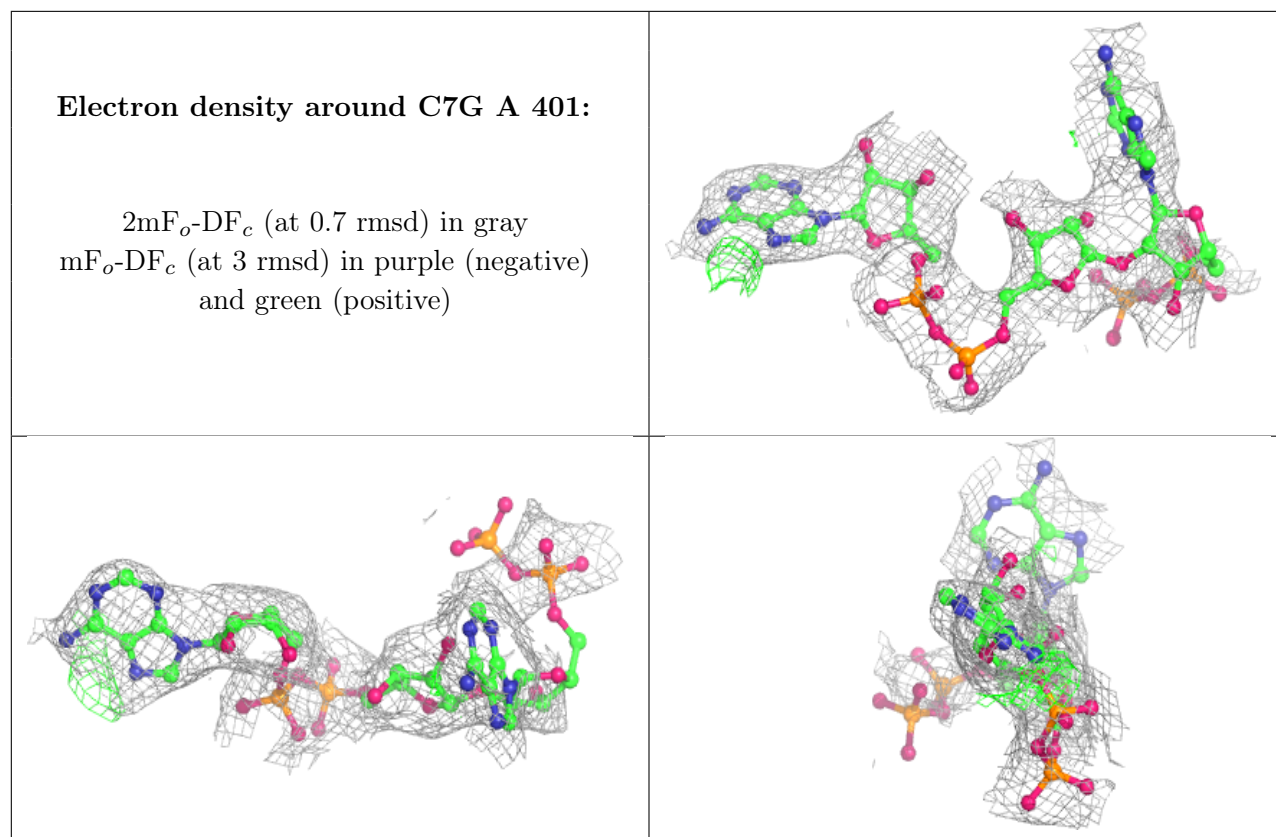 Electron density around C7G A 401:
2mFₒ-DF𝒸 (at 0.7 rmsd) in gray
mFₒ-DF𝒸 (at 3 rmsd) in purple (negative)
and green (positive)